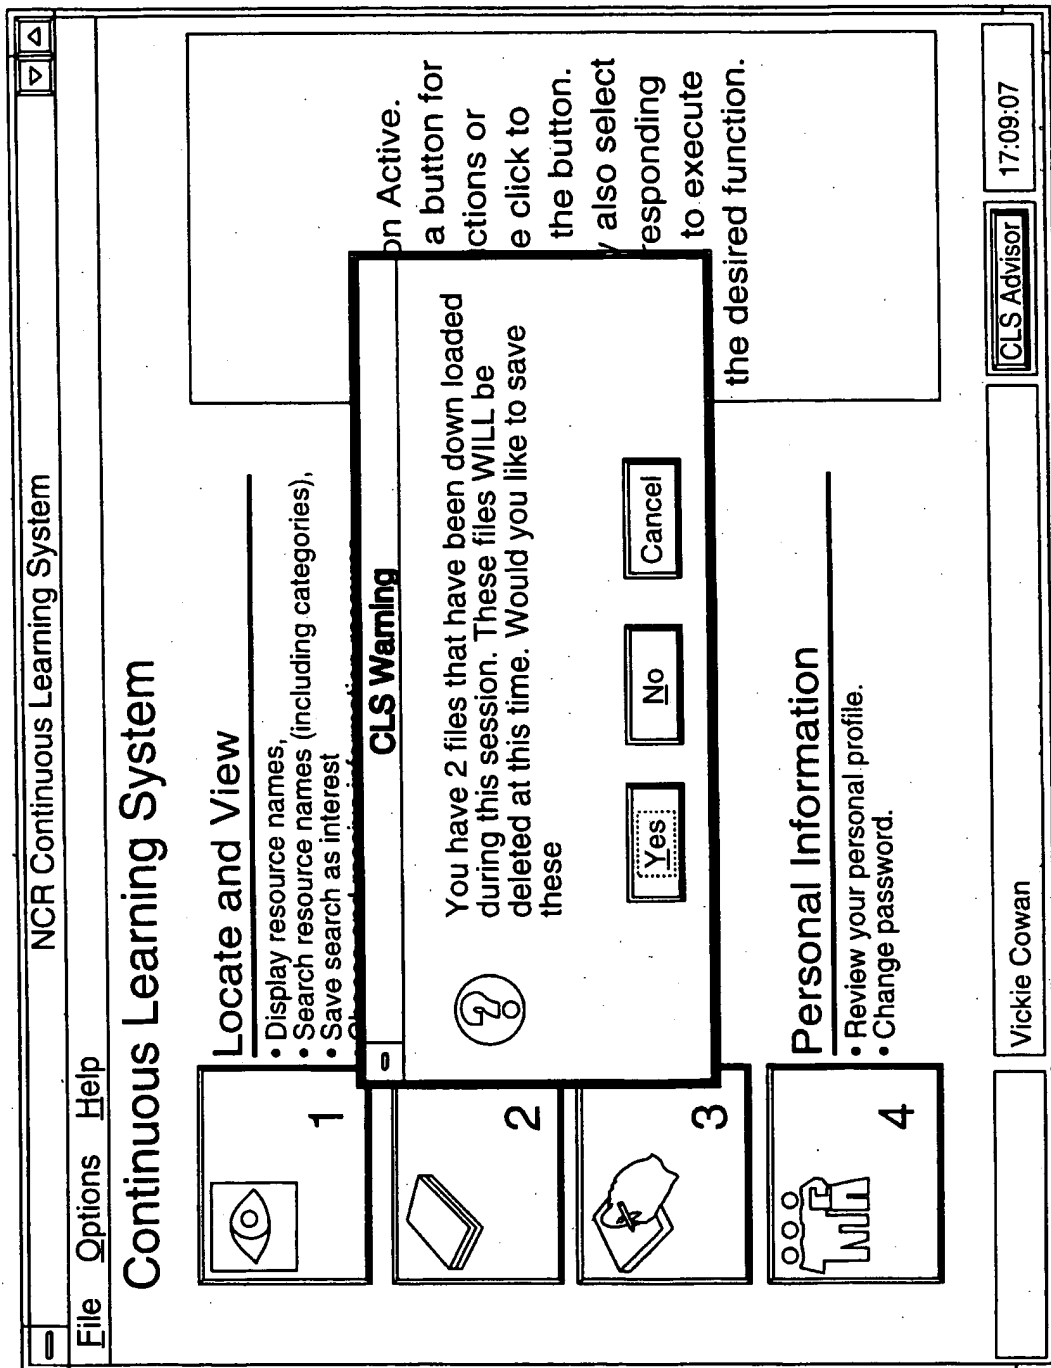 NCR Continuous Learning System
File Options Help
Continuous Learning System
1
Locate and View
• Display resource names,
• Search resource names (including categories),
• Save search as interest
2
3
4
Personal Information
• Review your personal profile.
• Change password.
on Active.
a button for
ctions or
e click to
the button.
also select
responding
to execute
the desired function.
CLS Warning
You have 2 files that have been down loaded
during this session. These files WILL be
deleted at this time. Would you like to save
these
Yes
No
Cancel
Vickie Cowan
CLS Advisor
17:09:07